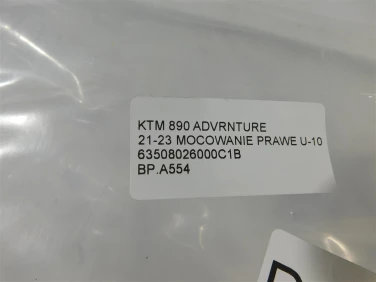 KTM 890 ADVRNTURE
21-23 MOCOWANIE PRAWE U-10
63508026000C1B
BP.A554